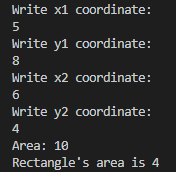 Write x1 coordinate:
5
Write y1 coordinate:
8
Write x2 coordinate:
6
Write y2 coordinate:
4
Area: 10
Rectangle's area is 4